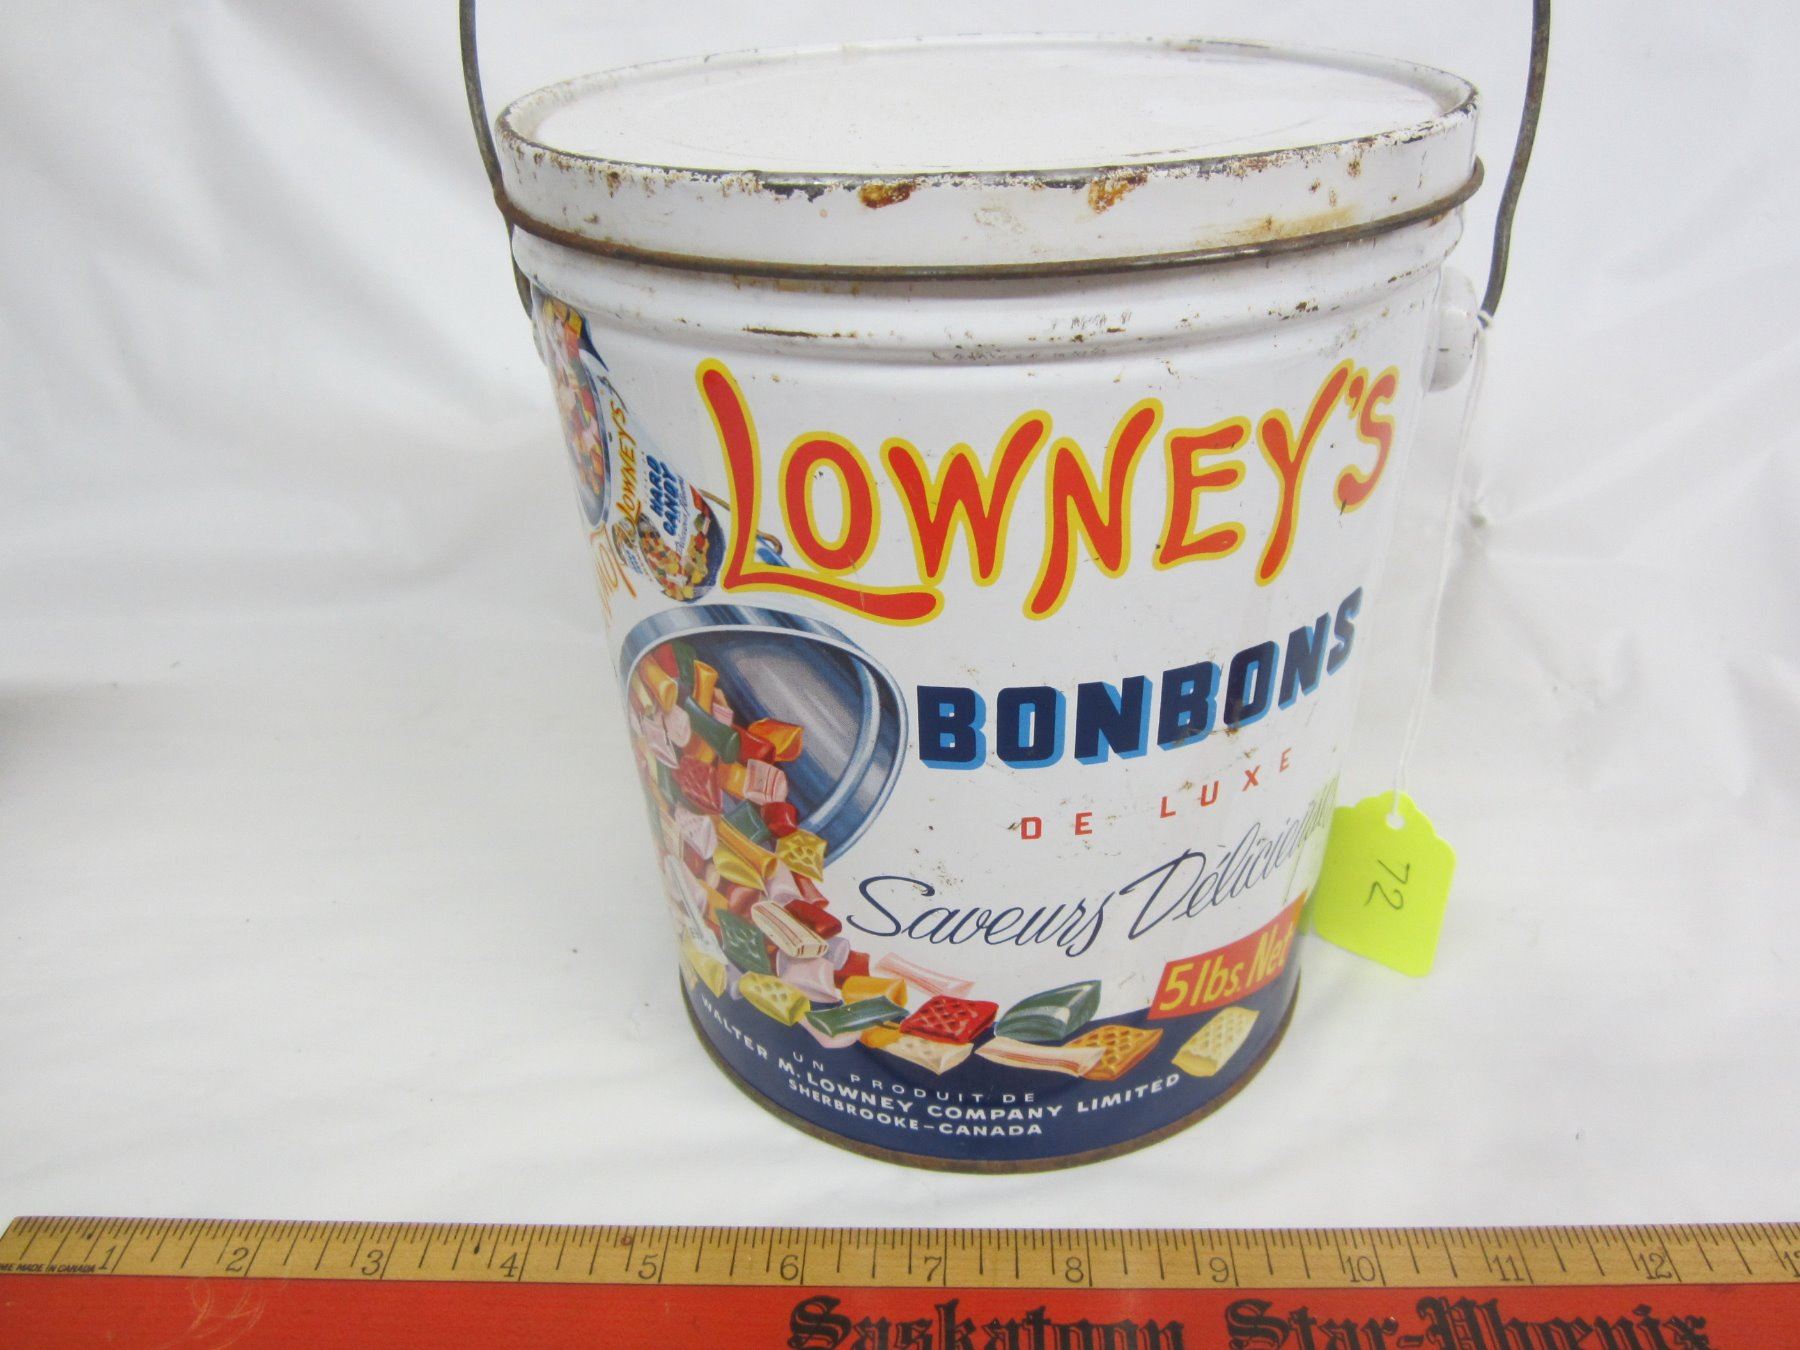 LOWNEY'S
BONBONS
DE LUXE
Saveurs
5 lbs. Net
UN PRODUIT DE
WALTER M. LOWNEY COMPANY LIMITED
SHERBROOKE-CANADA
LOWNEY'S
HARD
CANDY
72
1 2 3 4 5 6 7 8 9 10 11 12
MADE IN CANADA
Saskatoon Star-Phoenix